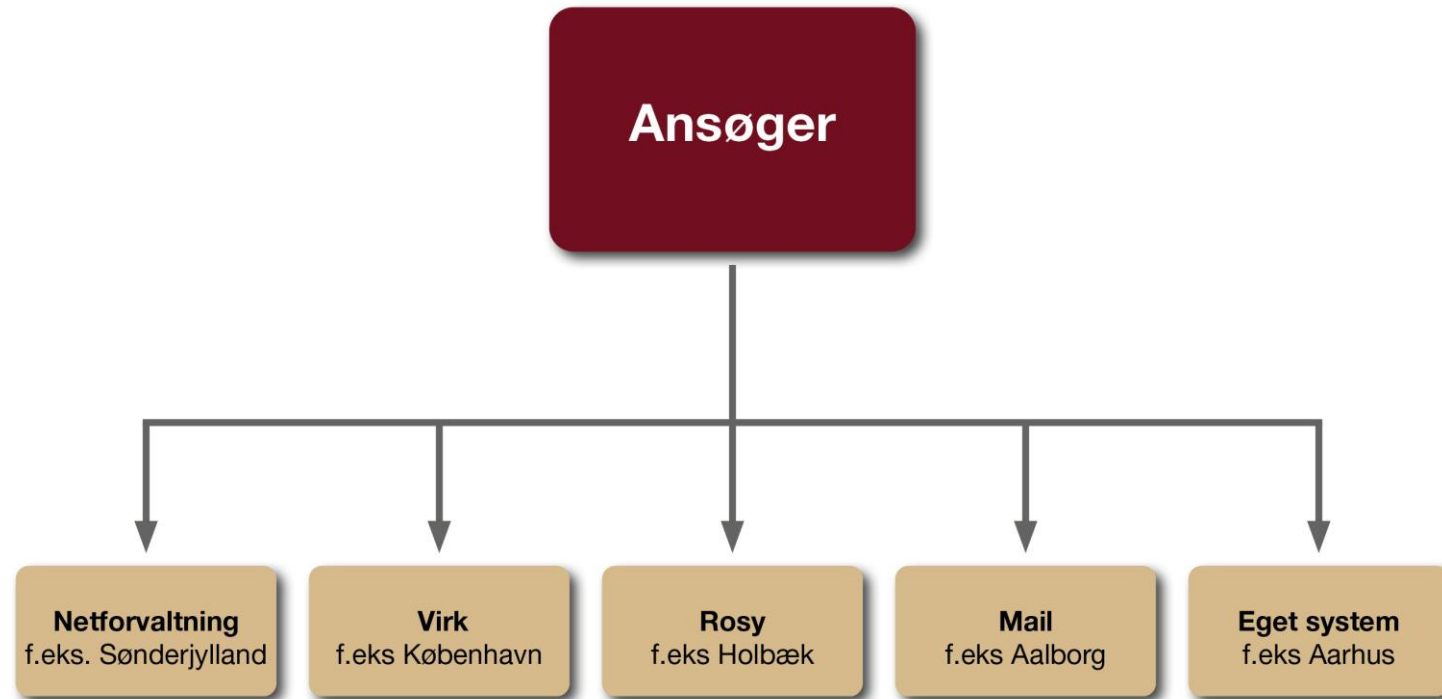 Ansøger
Netforvaltning
f.eks. Sønderjylland
Virk
f.eks København
Rosy
f.eks Holbæk
Mail
f.eks Aalborg
Eget system
f.eks Aarhus